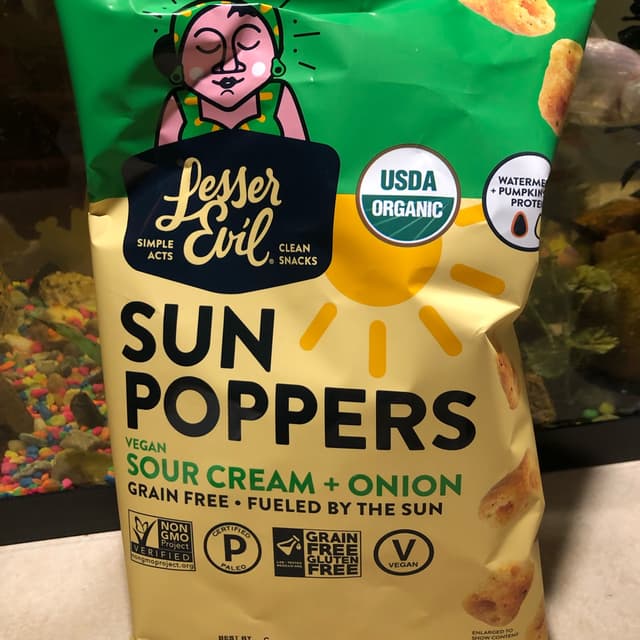 Lesser
Evil®
SIMPLE ACTS
CLEAN SNACKS
USDA
ORGANIC
+ PUMPKIN
SUN
POPPERS
VEGAN
SOUR CREAM + ONION
GRAIN FREE • FUELED BY THE SUN
NON
GMO
Project
VERIFIED
nongmoproject.org
CERTIFIED
P
PALEO
GRAIN
FREE
GLUTEN
FREE
V
VEGAN
BEST BY
ENLARGED TO
SHOW CONTENT